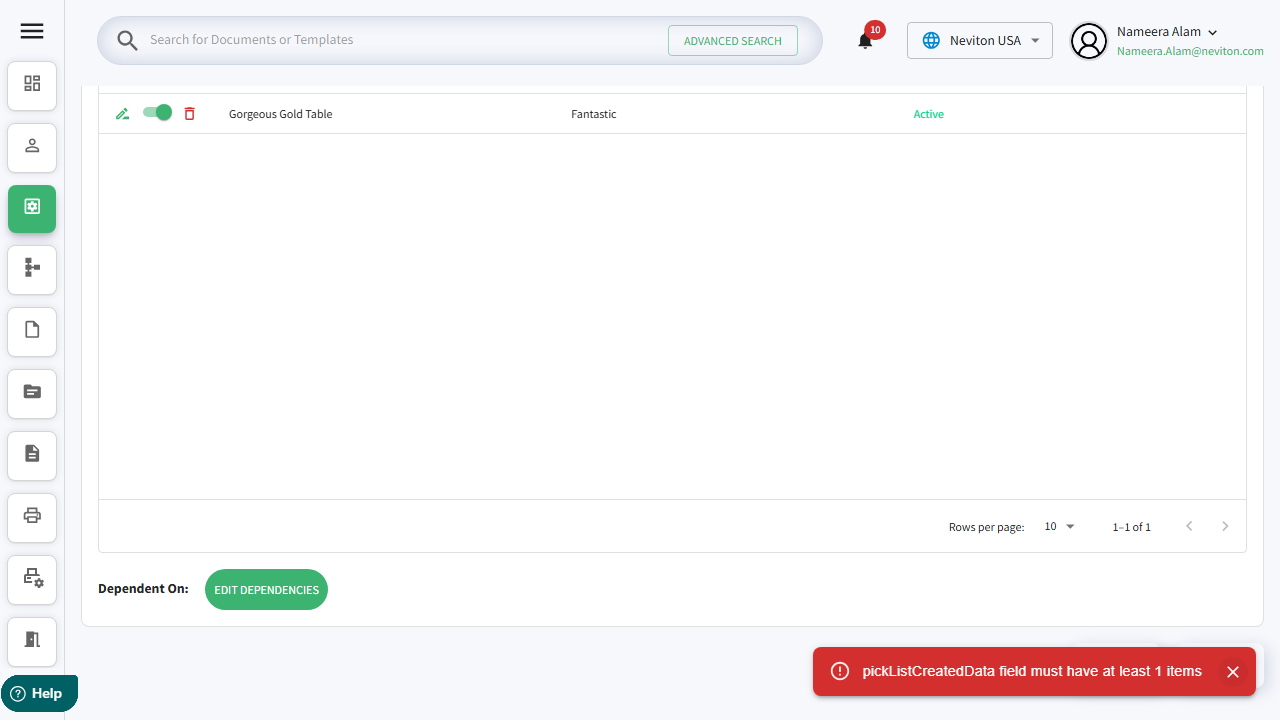 Search for Documents or Templates
ADVANCED SEARCH
10
Neviton USA
Nameera Alam
Nameera.Alam@neviton.com
Gorgeous Gold Table
Fantastic
Active
Rows per page:
10
1–1 of 1
Dependent On:
EDIT DEPENDENCIES
pickListCreatedData field must have at least 1 items
Help